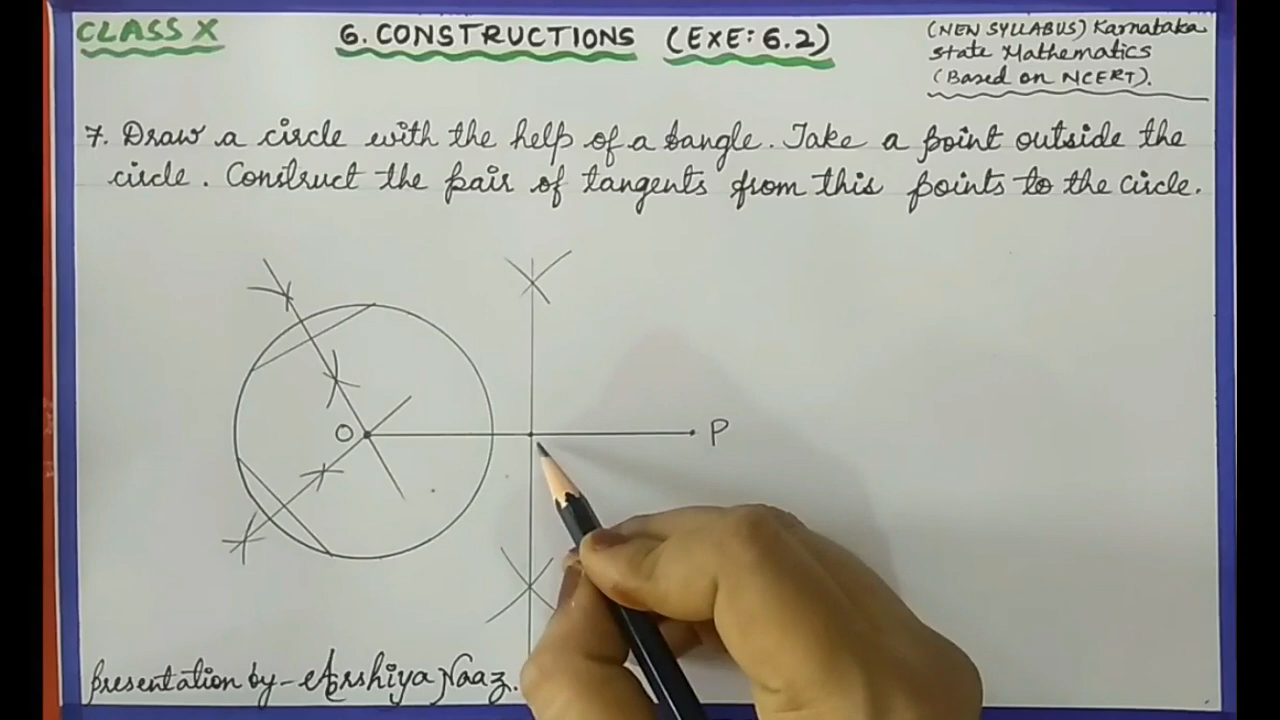 CLASS X
6. CONSTRUCTIONS (EXE: 6.2)
(NEN SYLLABUS) Karnataka
state Mathematics
(Based on NCERT).
7. Draw a circle with the help of a bangle. Take a point outside the
circle. Construct the pair of tangents from this points to the circle.
O
P
presentation by - Arshiya Naaz.